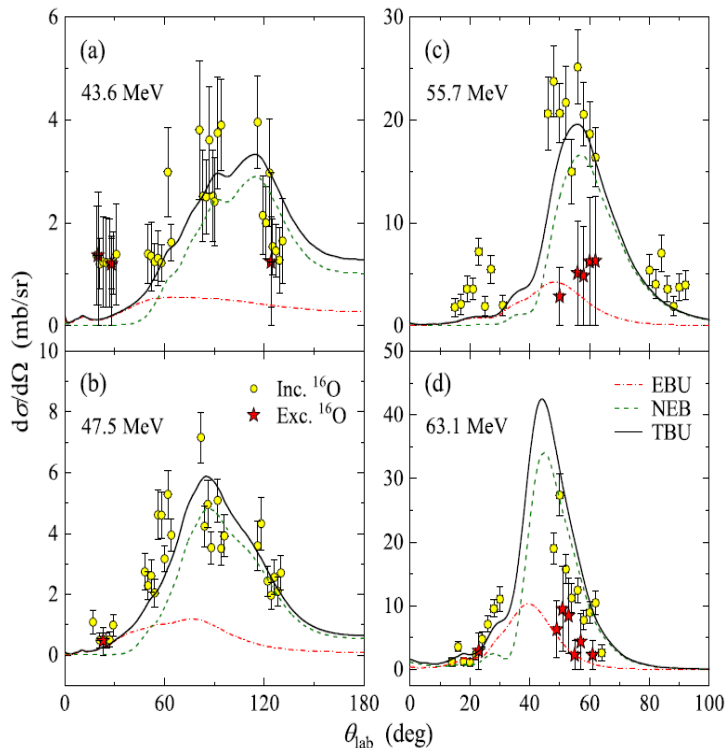 (a)
43.6 MeV
6
4
2
0
(c)
55.7 MeV
30
20
10
0
dσ/dΩ (mb/sr)
(b)
47.5 MeV
Inc. ¹⁶O
Exc. ¹⁶O
10
8
6
4
2
0
0 60 120 180
(d)
63.1 MeV
EBU
NEB
TBU
50
40
30
20
10
0
0 20 40 60 80 100
θlab (deg)